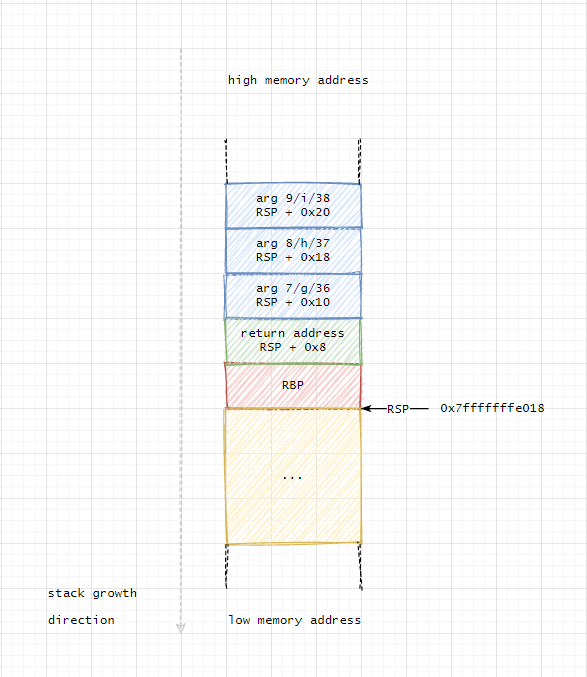 high memory address
arg 9/i/38
RSP + 0x20
arg 8/h/37
RSP + 0x18
arg 7/g/36
RSP + 0x10
return address
RSP + 0x8
RBP
RSP
0x7fffffffe018
...
stack growth
direction
low memory address